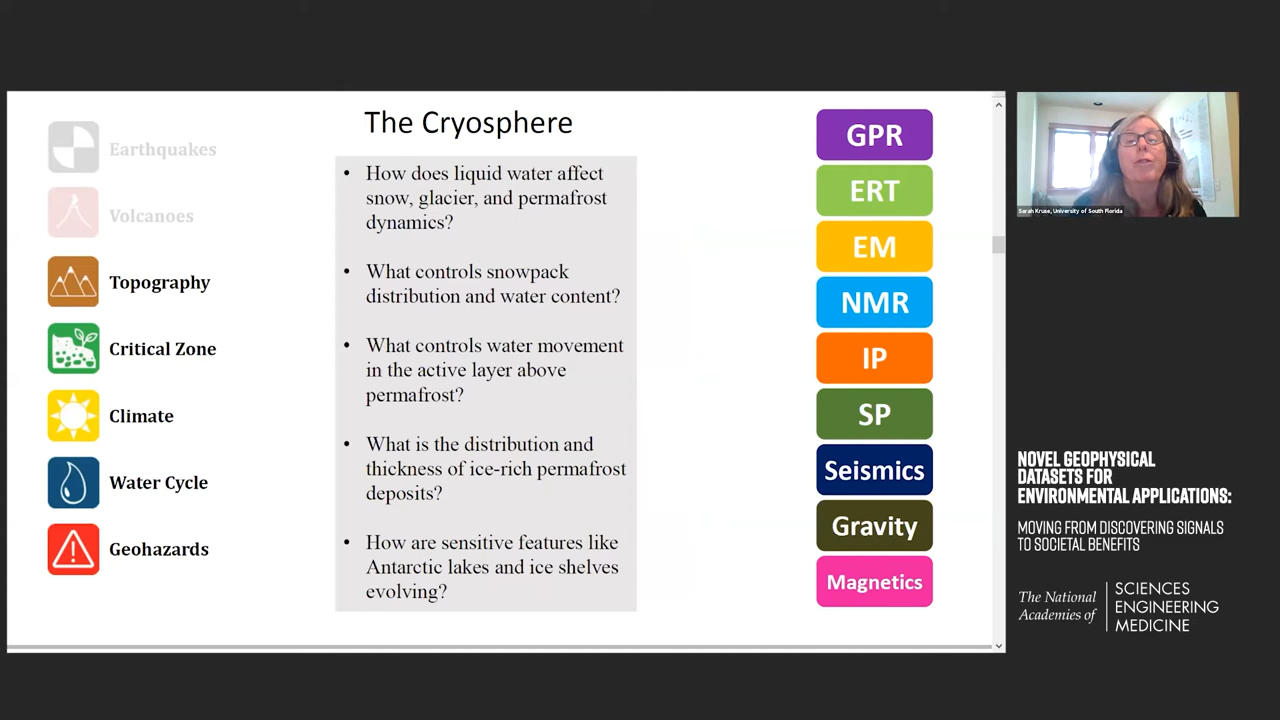 The Cryosphere
Earthquakes
Volcanoes
Topography
Critical Zone
Climate
Water Cycle
Geohazards
• How does liquid water affect
snow, glacier, and permafrost
dynamics?
• What controls snowpack
distribution and water content?
• What controls water movement
in the active layer above
permafrost?
• What is the distribution and
thickness of ice-rich permafrost
deposits?
• How are sensitive features like
Antarctic lakes and ice shelves
evolving?
GPR
ERT
EM
NMR
IP
SP
Seismics
Gravity
Magnetics
Sarah Kruse, University of South Florida
NOVEL GEOPHYSICAL
DATASETS FOR
ENVIRONMENTAL APPLICATIONS:
MOVING FROM DISCOVERING SIGNALS
TO SOCIETAL BENEFITS
The National
Academies of
SCIENCES
ENGINEERING
MEDICINE